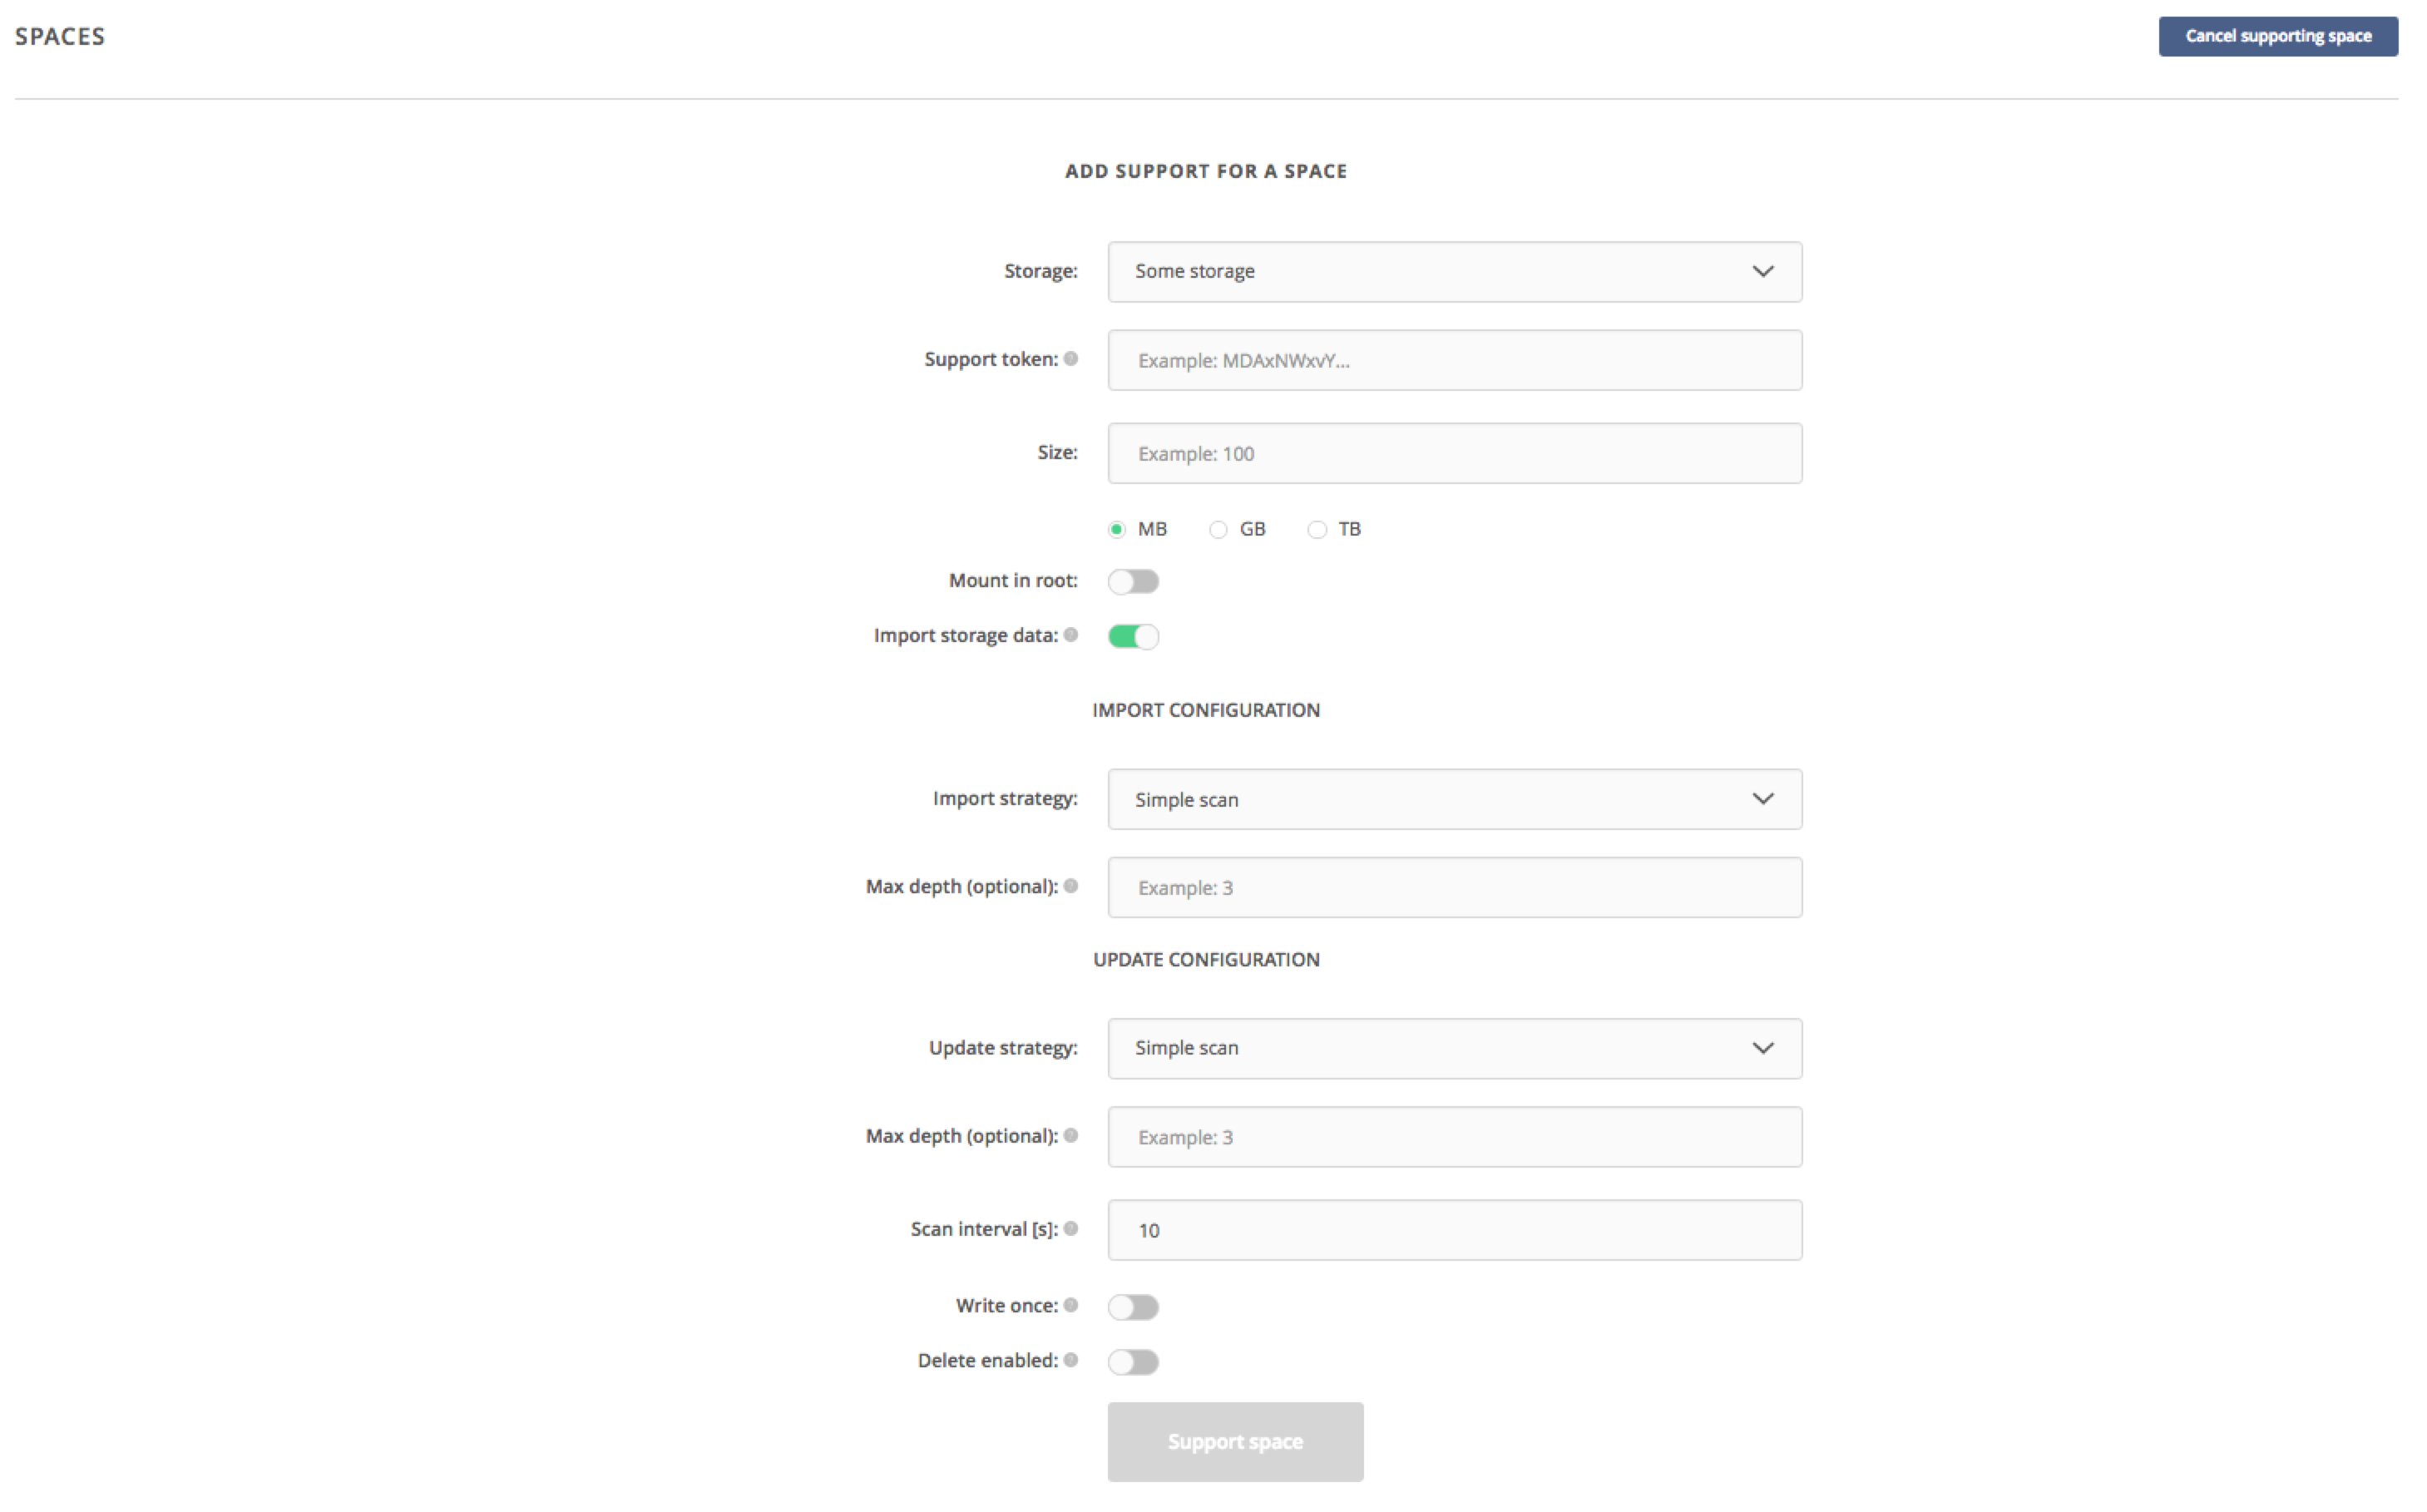 SPACES
Cancel supporting space
ADD SUPPORT FOR A SPACE
Storage: Some storage
Support token: Example: MDAxNWxvY...
Size: Example: 100
MB GB TB
Mount in root:
Import storage data:
IMPORT CONFIGURATION
Import strategy: Simple scan
Max depth (optional): Example: 3
UPDATE CONFIGURATION
Update strategy: Simple scan
Max depth (optional): Example: 3
Scan interval [s]: 10
Write once:
Delete enabled:
Support space